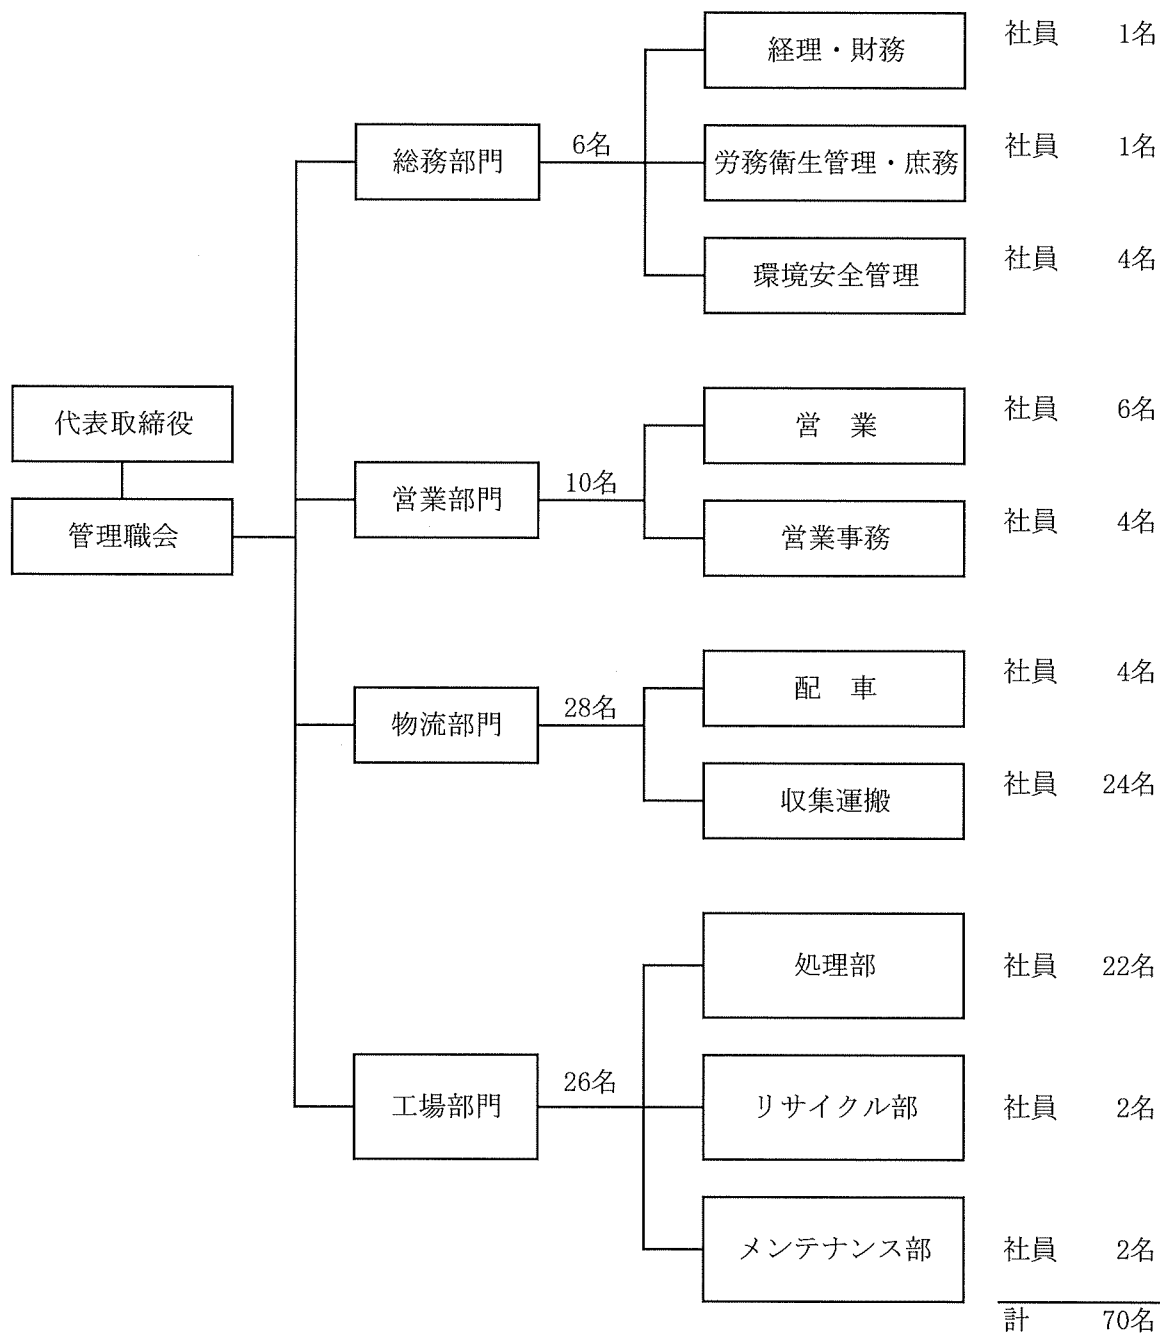 代表取締役
管理職会
総務部門 6名
経理・財務 社員 1名
労務衛生管理・庶務 社員 1名
環境安全管理 社員 4名
営業部門 10名
営　業 社員 6名
営業事務 社員 4名
物流部門 28名
配　車 社員 4名
収集運搬 社員 24名
工場部門 26名
処理部 社員 22名
リサイクル部 社員 2名
メンテナンス部 社員 2名
計 70名